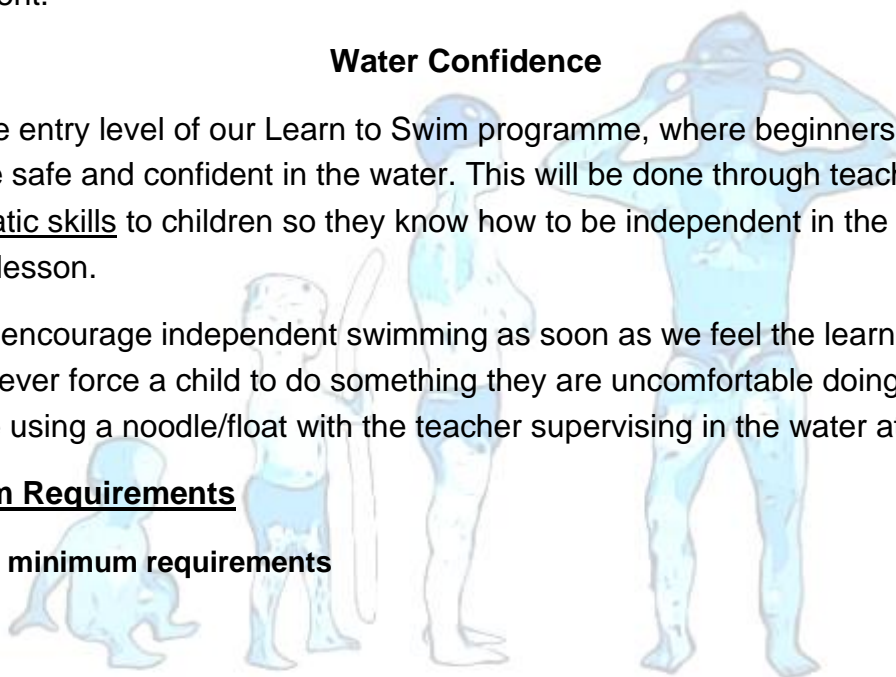 ont.
Water Confidence
e entry level of our Learn to Swim programme, where beginners
e safe and confident in the water. This will be done through teach
atic skills to children so they know how to be independent in the
lesson.
encourage independent swimming as soon as we feel the learn
ever force a child to do something they are uncomfortable doing
using a noodle/float with the teacher supervising in the water at
m Requirements
minimum requirements